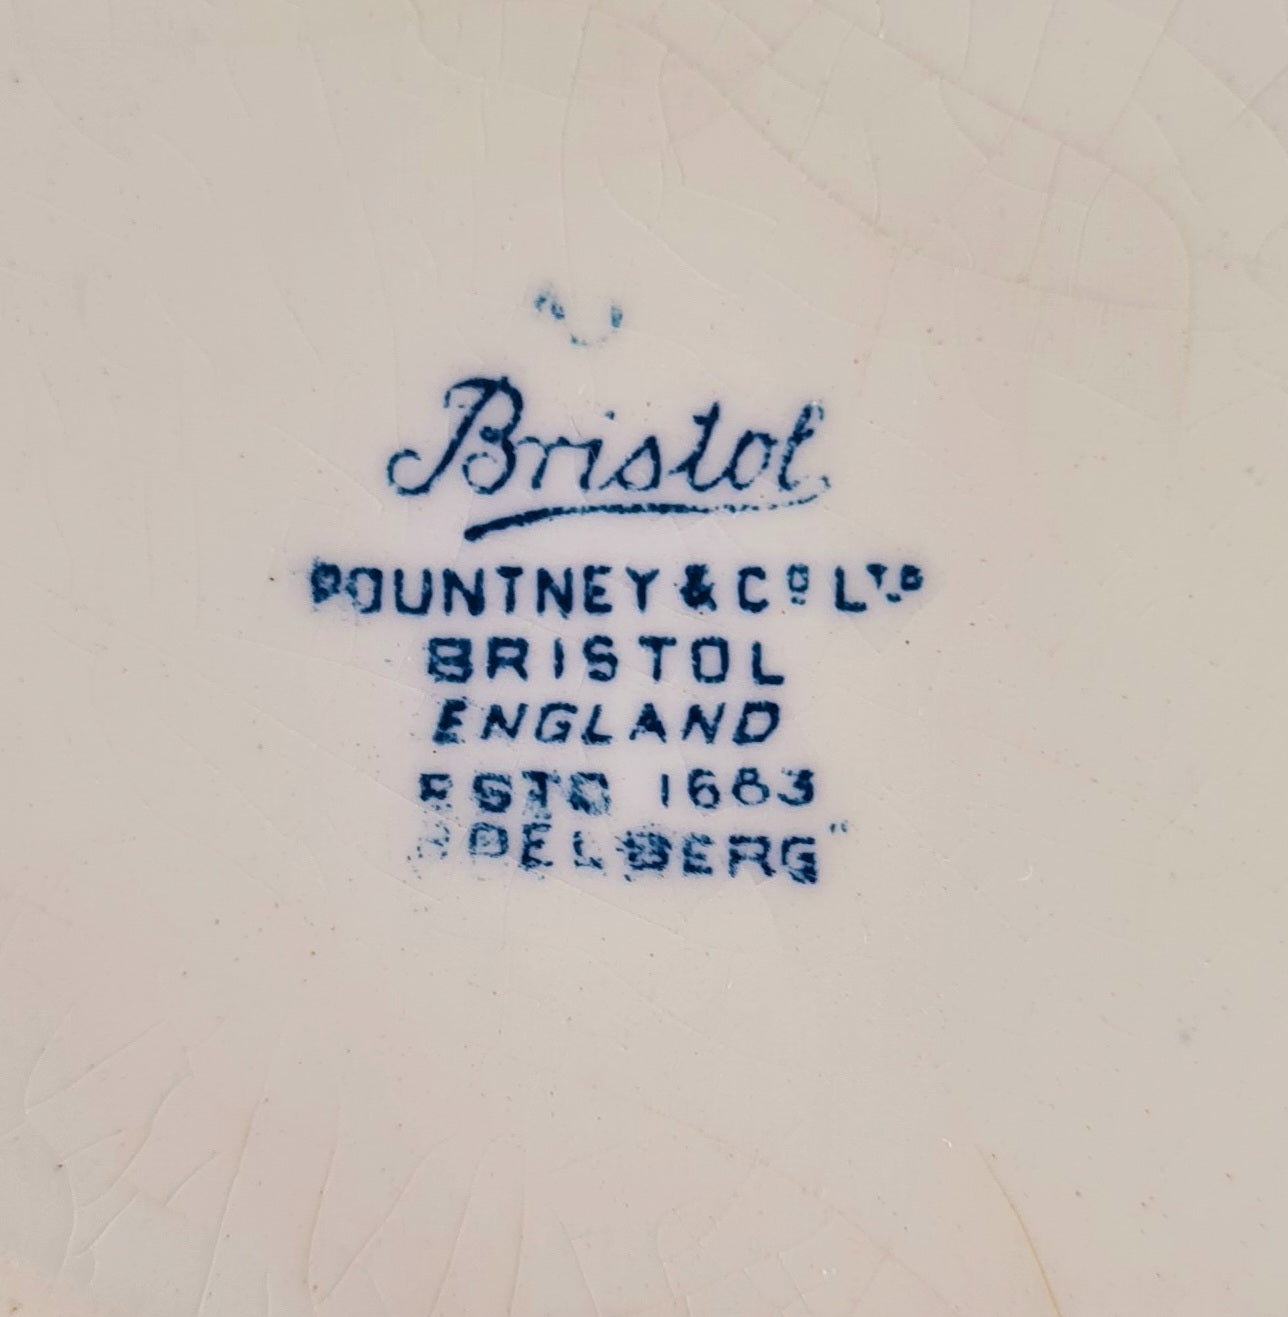 Bristol
POUNTNEY & Cº Lᵀᴰ
BRISTOL
ENGLAND
ESTD 1683